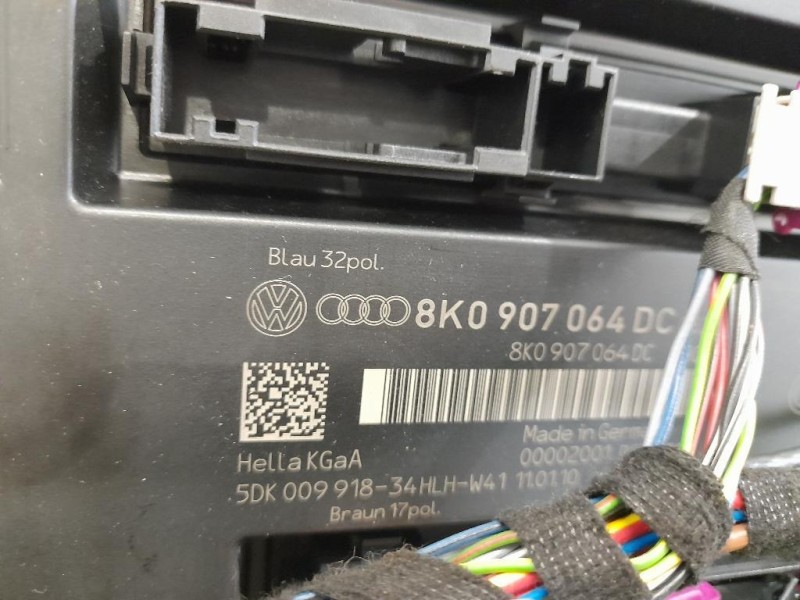 Blau 32pol.
8K0 907 064 DC
8K0 907 064 DC
Made in Germ
Hella KGaA 00002001
5DK 009 918-34 HLH-W41 11.01.10
Braun 17pol.